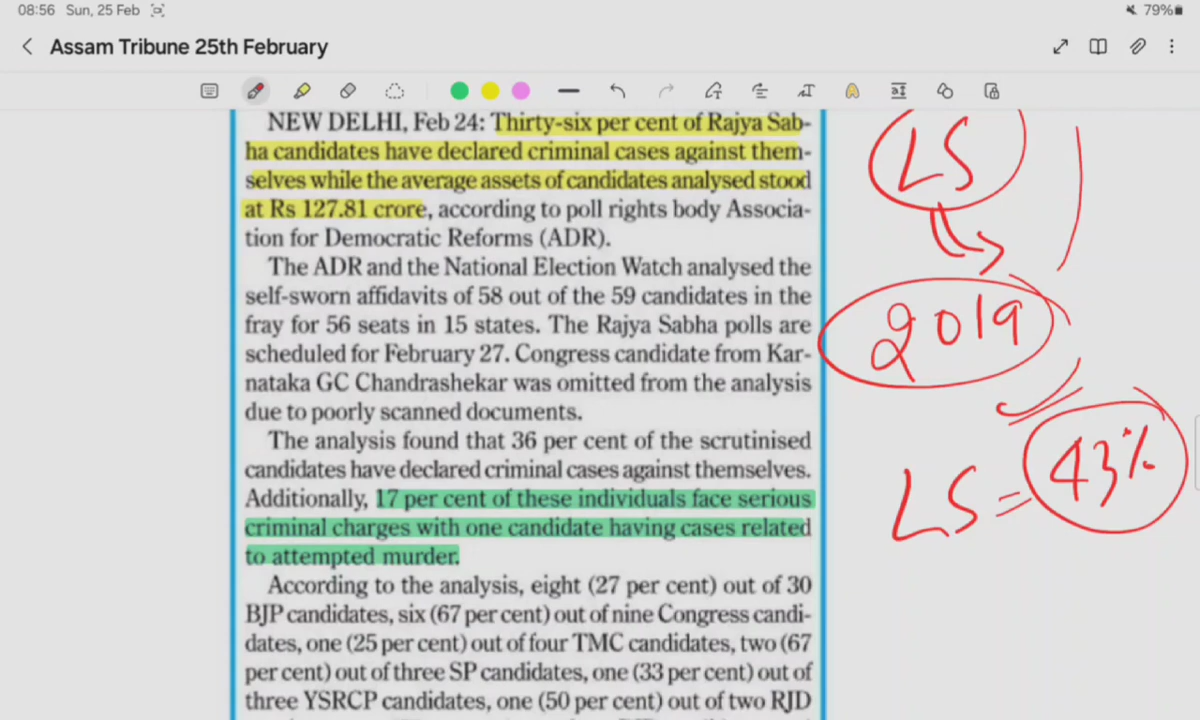 08:56 Sun, 25 Feb
79%
Assam Tribune 25th February
NEW DELHI, Feb 24: Thirty-six per cent of Rajya Sab-
ha candidates have declared criminal cases against them-
selves while the average assets of candidates analysed stood
at Rs 127.81 crore, according to poll rights body Associa-
tion for Democratic Reforms (ADR).
The ADR and the National Election Watch analysed the
self-sworn affidavits of 58 out of the 59 candidates in the
fray for 56 seats in 15 states. The Rajya Sabha polls are
scheduled for February 27. Congress candidate from Kar-
nataka GC Chandrashekar was omitted from the analysis
due to poorly scanned documents.
The analysis found that 36 per cent of the scrutinised
candidates have declared criminal cases against themselves.
Additionally, 17 per cent of these individuals face serious
criminal charges with one candidate having cases related
to attempted murder.
According to the analysis, eight (27 per cent) out of 30
BJP candidates, six (67 per cent) out of nine Congress candi-
dates, one (25 per cent) out of four TMC candidates, two (67
per cent) out of three SP candidates, one (33 per cent) out of
three YSRCP candidates, one (50 per cent) out of two RJD
LS
2019
LS = 43%